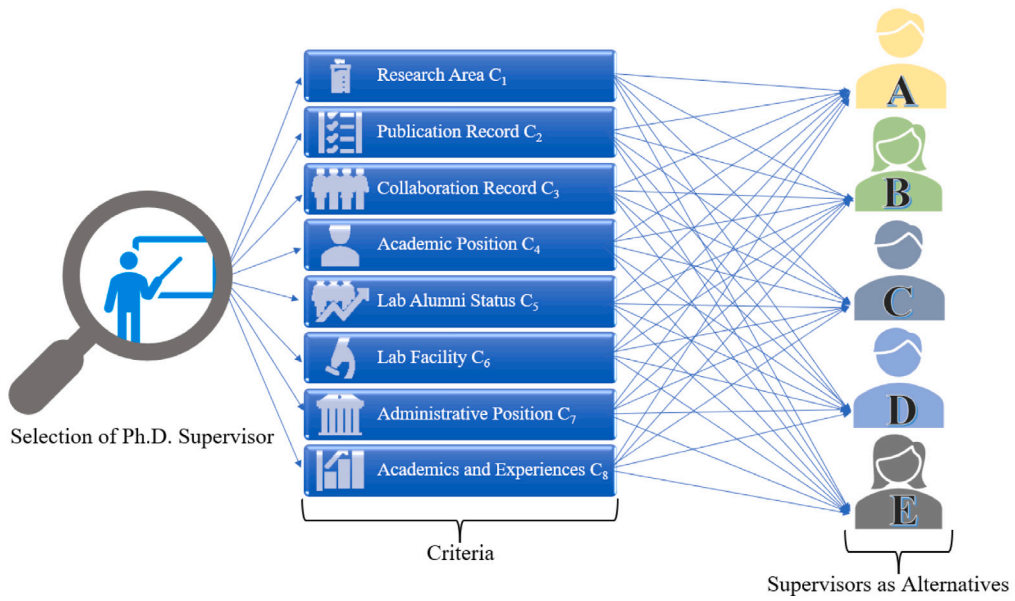 Research Area C₁
Publication Record C₂
Collaboration Record C₃
Academic Position C₄
Lab Alumni Status C₅
Lab Facility C₆
Administrative Position C₇
Academics and Experiences C₈
Selection of Ph.D. Supervisor
Criteria
A
B
C
D
E
Supervisors as Alternatives